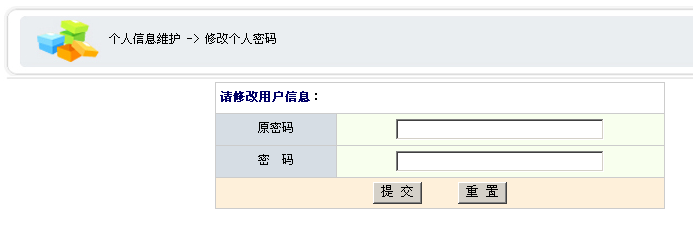 个人信息维护 -> 修改个人密码
请修改用户信息：
原密码
密 码
提 交 重 置